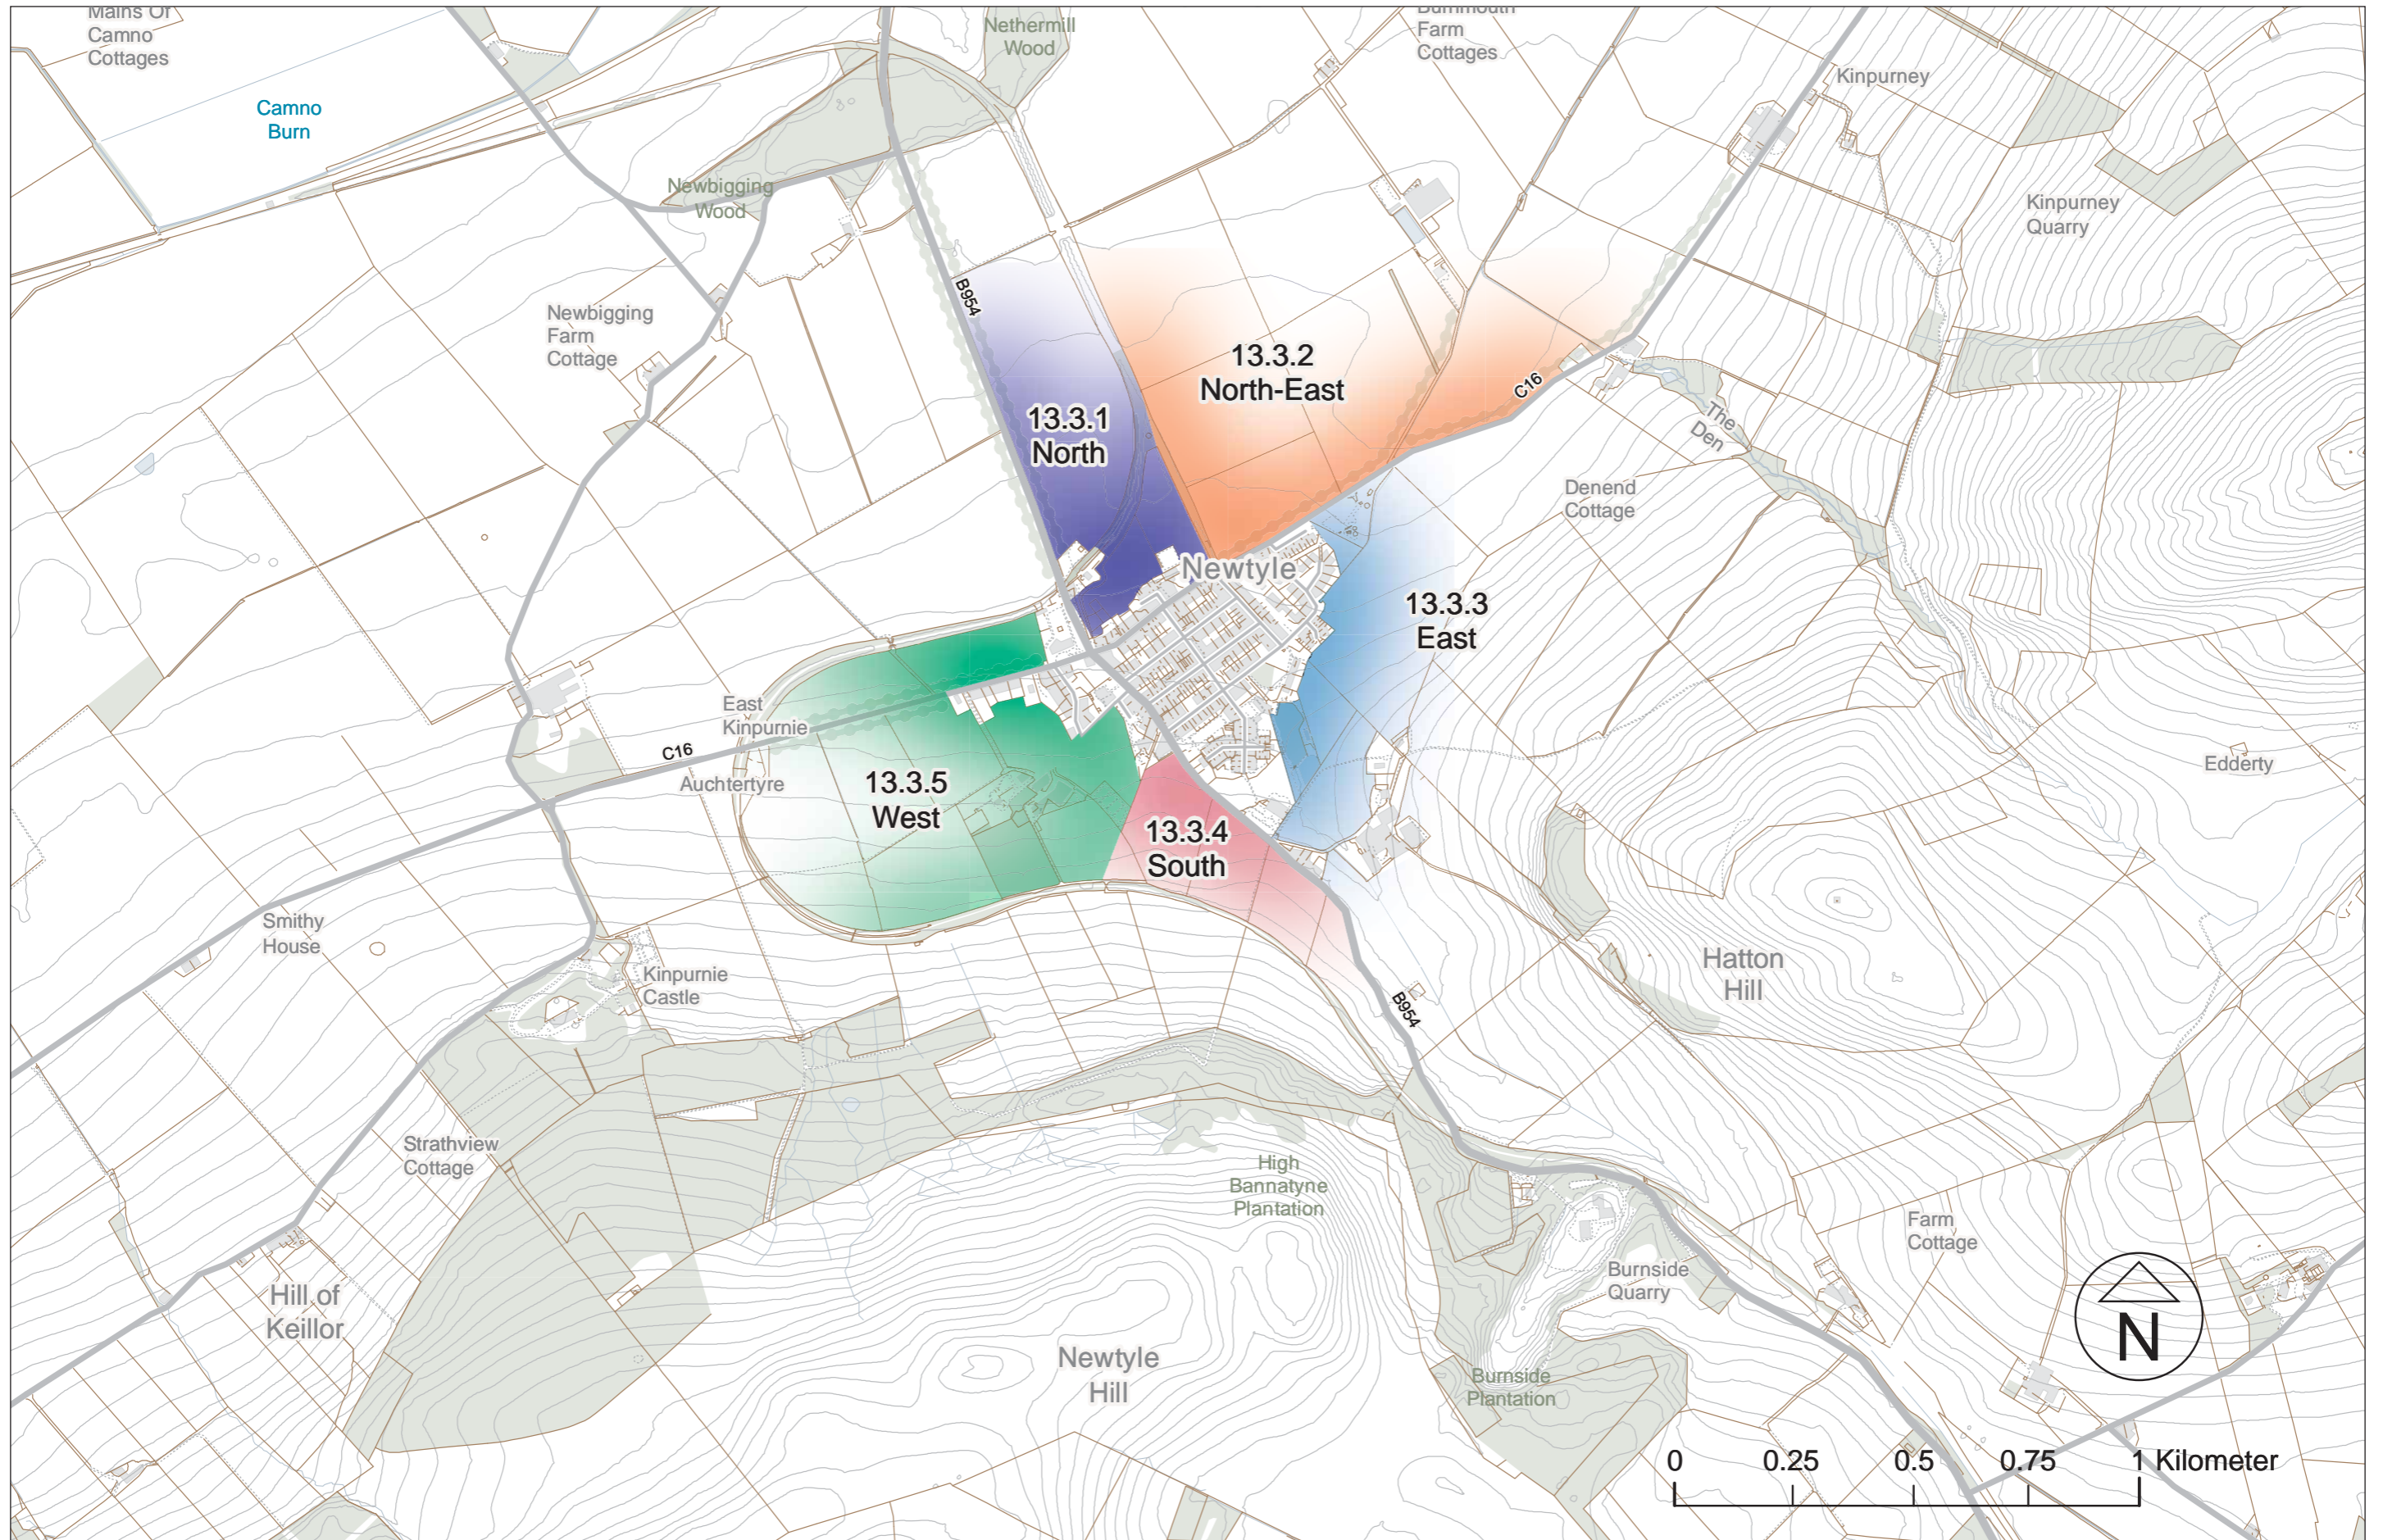 Mains Of
Camno
Cottages
Nethermill
Wood
Burnmouth
Farm
Cottages
Kinpurney
Camno
Burn
Newbigging
Wood
Kinpurney
Quarry
B954
Newbigging
Farm
Cottage
13.3.2
North-East
C16
13.3.1
North
The
Den
Denend
Cottage
Newtyle
13.3.3
East
East
Kinpurnie
C16
Auchtertyre
13.3.5
West
Edderty
13.3.4
South
Smithy
House
Kinpurnie
Castle
Hatton
Hill
B954
Strathview
Cottage
High
Bannatyne
Plantation
Farm
Cottage
Burnside
Quarry
Hill of
Keillor
N
Newtyle
Hill
Burnside
Plantation
0 0.25 0.5 0.75 1 Kilometer